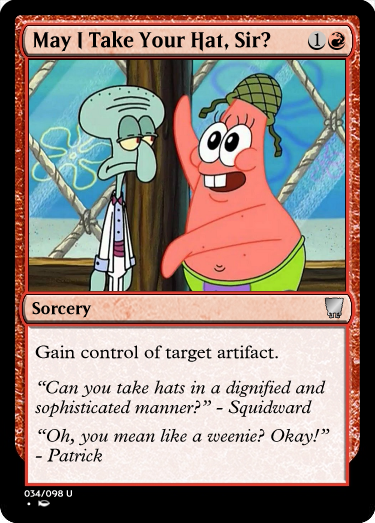 May I Take Your Hat, Sir? 1
Sorcery
Gain control of target artifact.
“Can you take hats in a dignified and
sophisticated manner?” - Squidward
“Oh, you mean like a weenie? Okay!”
- Patrick
034/098 U